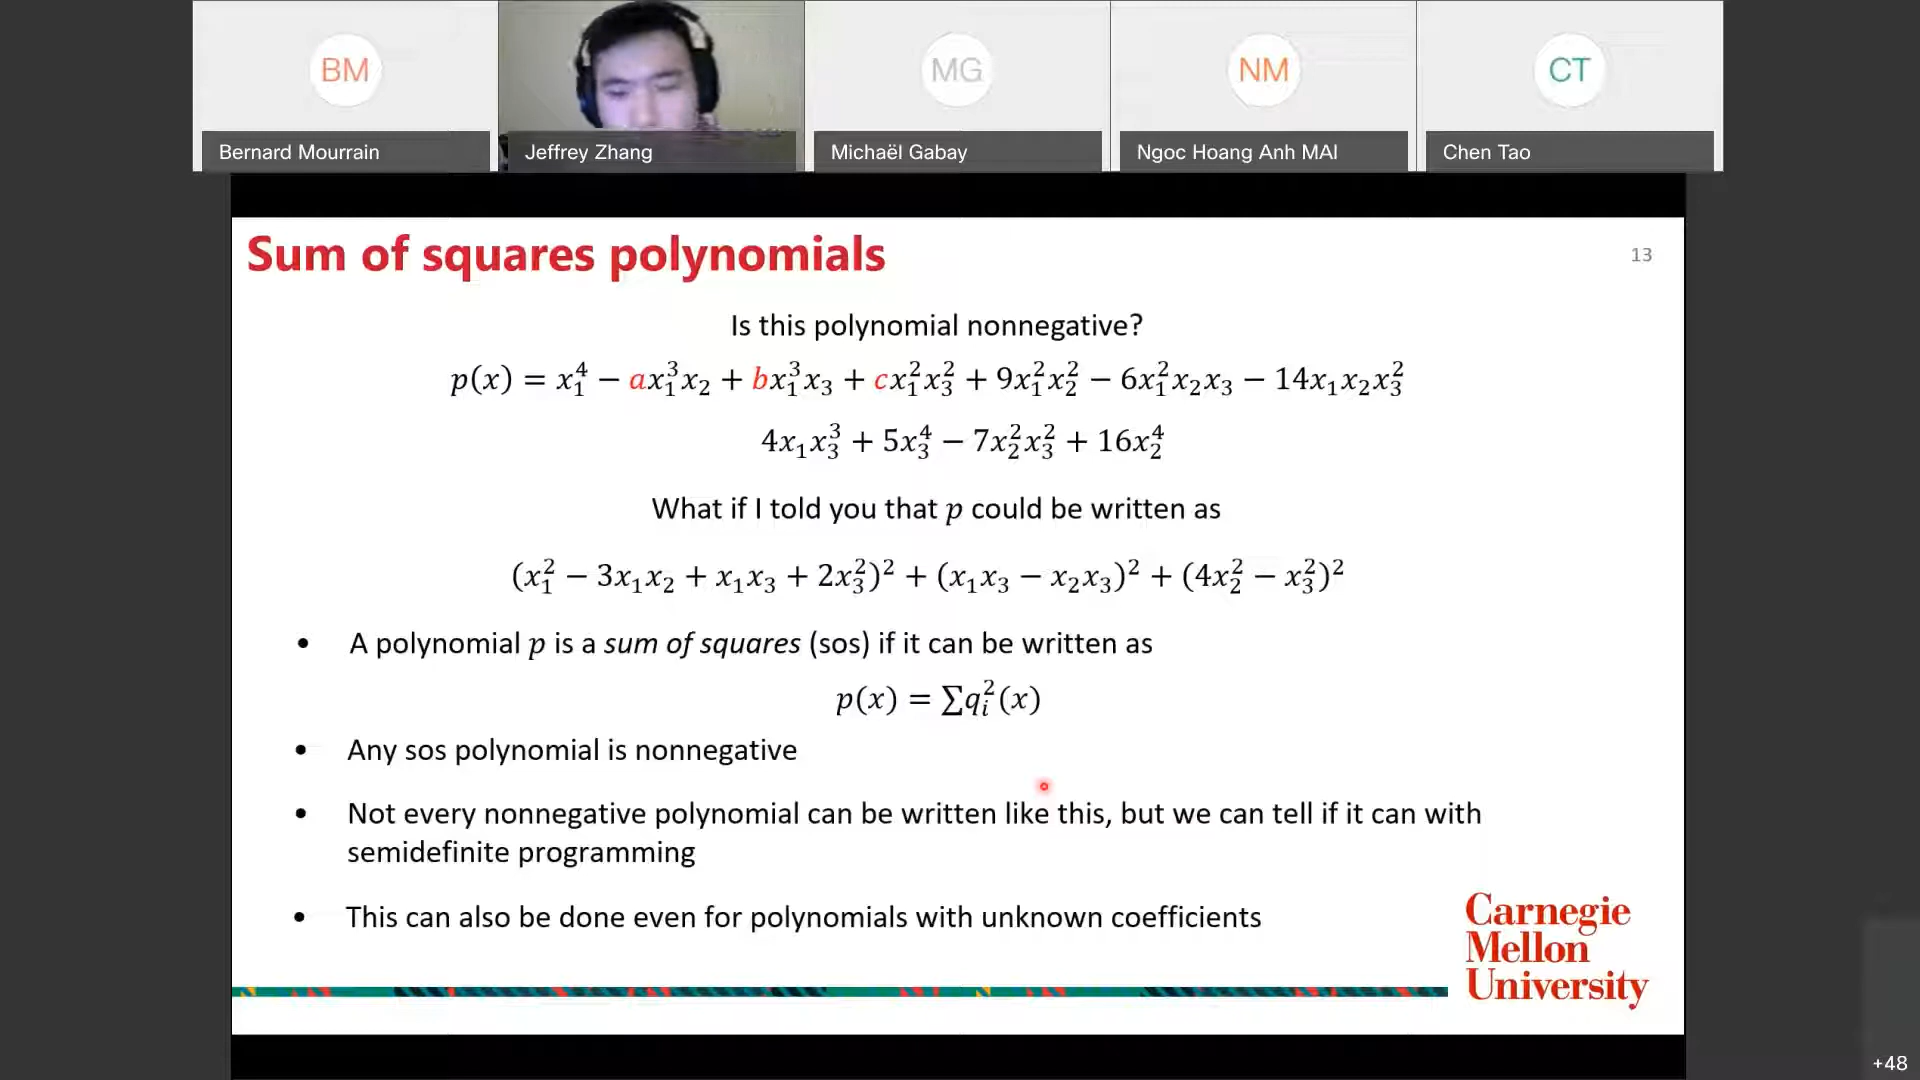 BM
MG
NM
CT
Bernard Mourrain
Jeffrey Zhang
Michaël Gabay
Ngoc Hoang Anh MAI
Chen Tao
Sum of squares polynomials
13
Is this polynomial nonnegative?
p(x) = x₁⁴ − ax₁³x₂ + bx₁³x₃ + cx₁²x₃² + 9x₁²x₂² − 6x₁²x₂x₃ − 14x₁x₂x₃²
4x₁x₃³ + 5x₃⁴ − 7x₂²x₃² + 16x₂⁴
What if I told you that p could be written as
(x₁² − 3x₁x₂ + x₁x₃ + 2x₃²)² + (x₁x₃ − x₂x₃)² + (4x₂² − x₃²)²
• A polynomial p is a sum of squares (sos) if it can be written as
p(x) = ∑qᵢ²(x)
• Any sos polynomial is nonnegative
• Not every nonnegative polynomial can be written like this, but we can tell if it can with
semidefinite programming
• This can also be done even for polynomials with unknown coefficients
Carnegie
Mellon
University
+48